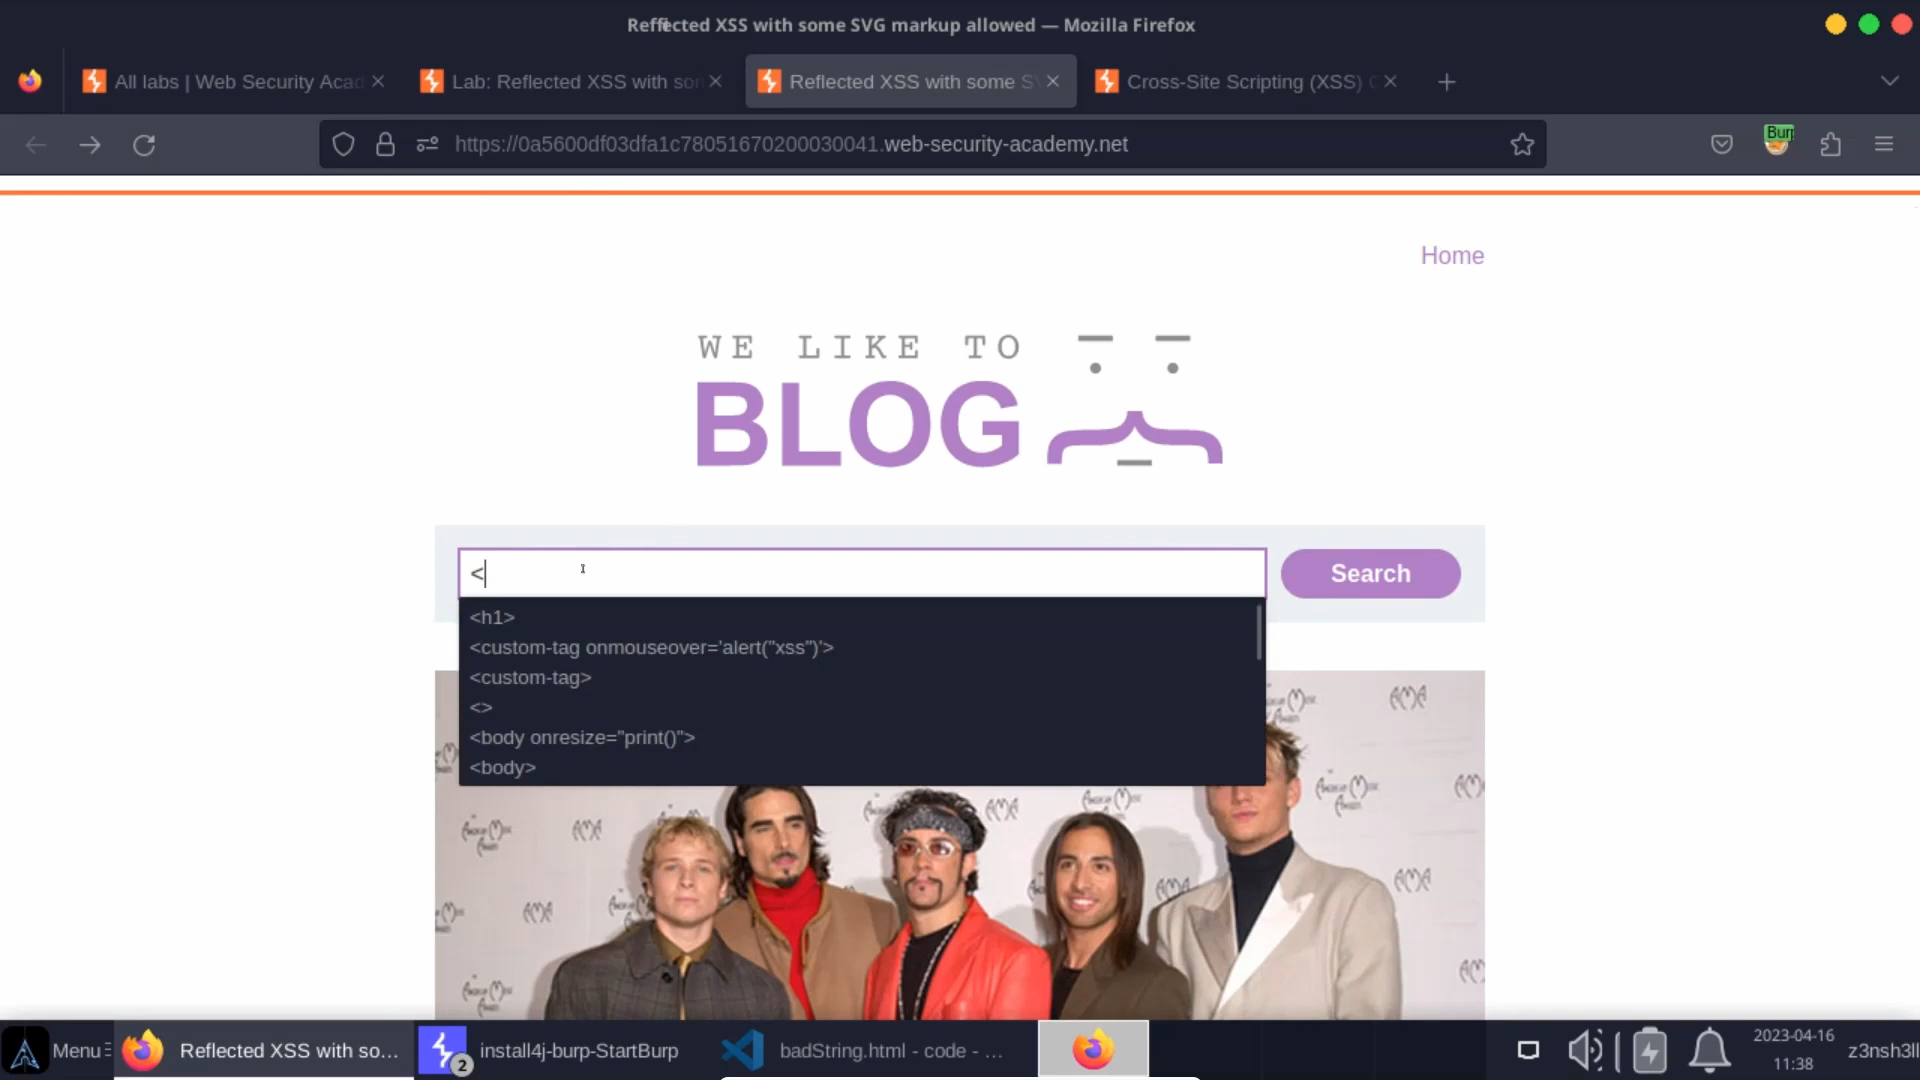 Reflected XSS with some SVG markup allowed — Mozilla Firefox
All labs | Web Security Acad
Lab: Reflected XSS with son
Reflected XSS with some S
Cross-Site Scripting (XSS) C
https://0a5600df03dfa1c78051670200030041.web-security-academy.net
Burp
Home
WE LIKE TO
BLOG
<
Search
<h1>
<custom-tag onmouseover='alert("xss")'>
<custom-tag>
<>
<body onresize="print()">
<body>
Menu
Reflected XSS with so...
2
install4j-burp-StartBurp
badString.html - code - ...
2023-04-16
11:38
z3nsh3ll